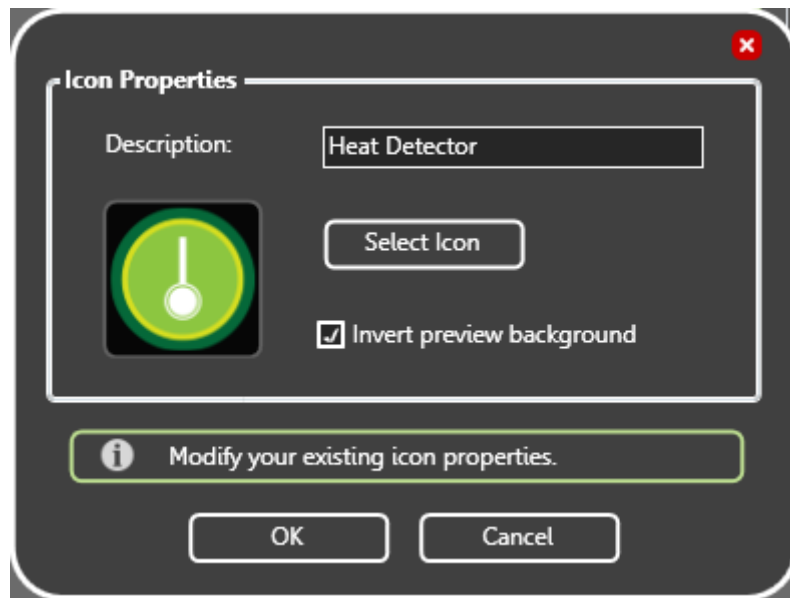 Icon Properties
Description:
Heat Detector
Select Icon
Invert preview background
Modify your existing icon properties.
OK
Cancel